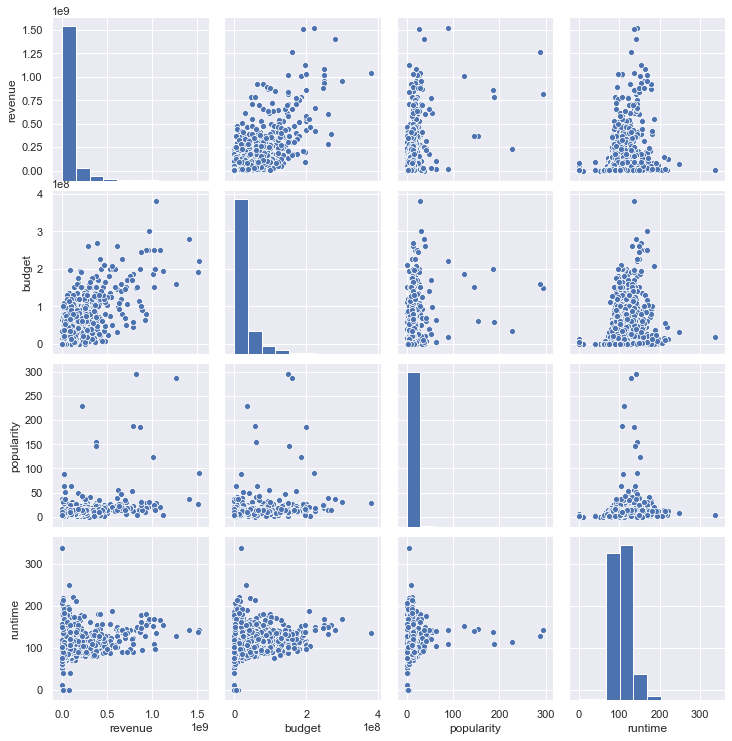 1e9
1.50
1.25
1.00
0.75
0.50
0.25
0.00
revenue
1e8
4
3
2
1
0
budget
300
250
200
150
100
50
0
popularity
300
200
100
0
runtime
0.0 0.5 1.0 1.5
1e9
revenue
0 2 4
1e8
budget
0 100 200 300
popularity
0 100 200 300
runtime